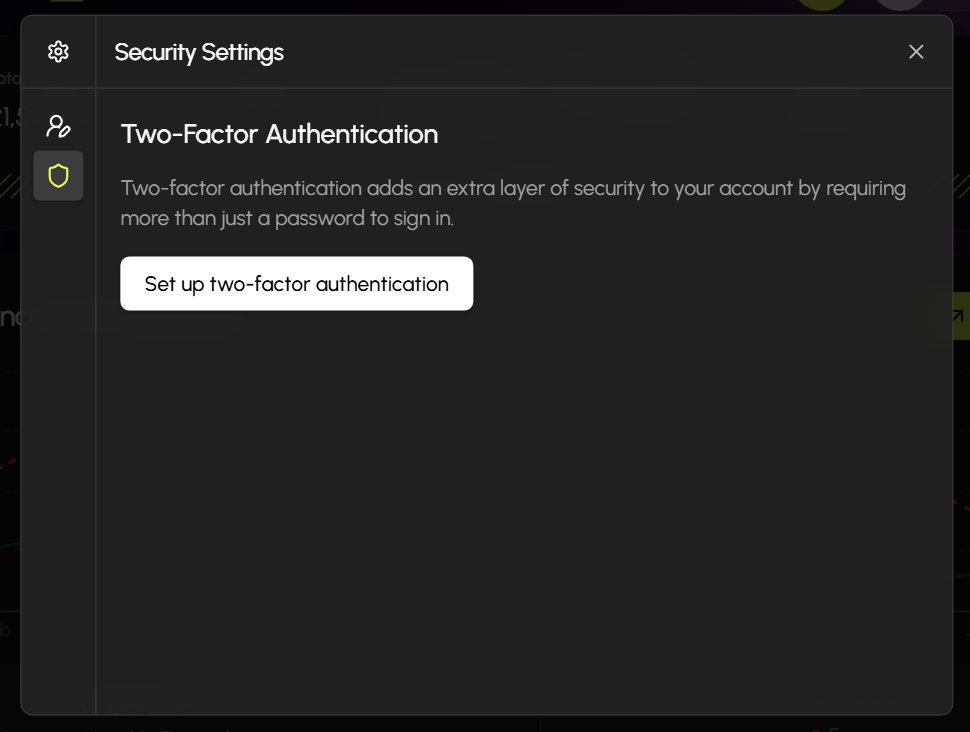 Security Settings
Two-Factor Authentication
Two-factor authentication adds an extra layer of security to your account by requiring
more than just a password to sign in.
Set up two-factor authentication